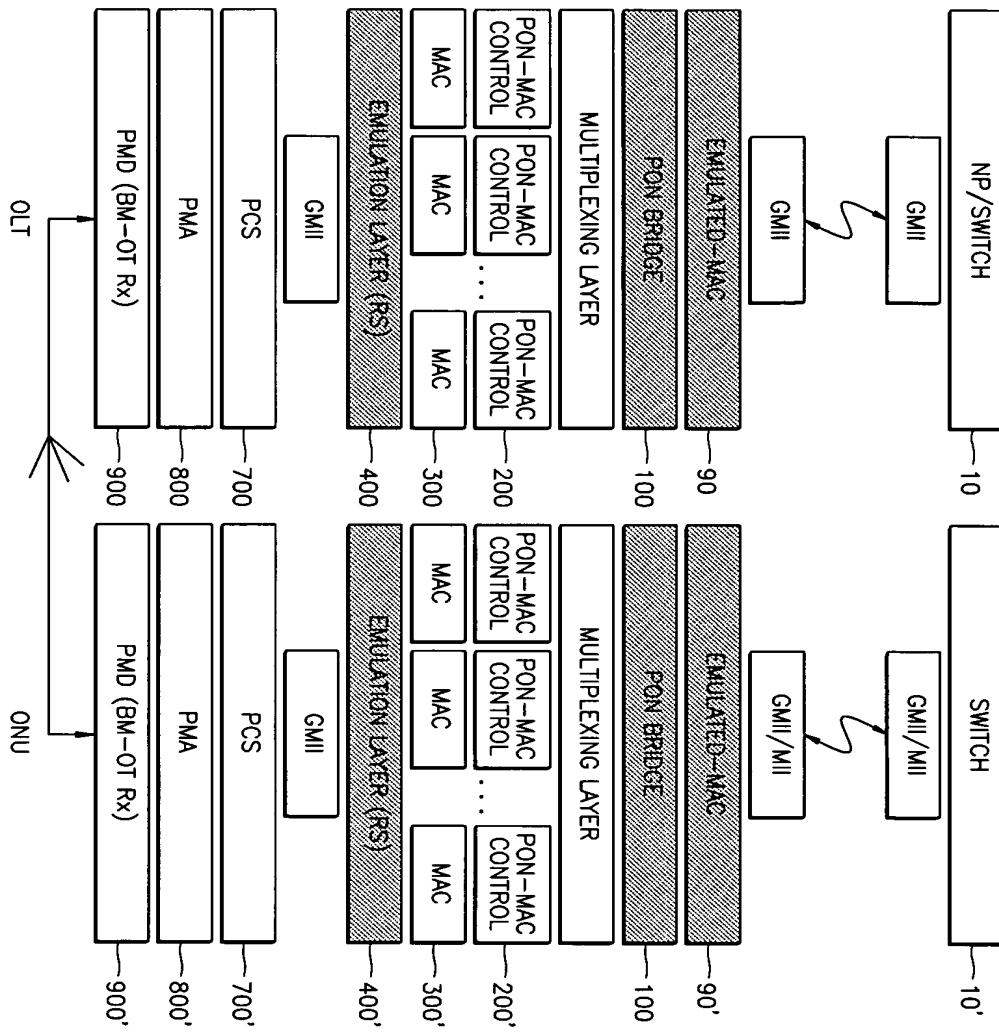 NP/SWITCH 10 SWITCH 10'
GMII GMII/MII
GMII GMII/MII
EMULATED-MAC 90 EMULATED-MAC 90'
PON BRIDGE 100 PON BRIDGE 100
MULTIPLEXING LAYER MULTIPLEXING LAYER
PON-MAC CONTROL PON-MAC CONTROL ... PON-MAC CONTROL 200 PON-MAC CONTROL PON-MAC CONTROL ... PON-MAC CONTROL 200'
MAC MAC MAC 300 MAC MAC MAC 300'
EMULATION LAYER (RS) 400 EMULATION LAYER (RS) 400'
GMII GMII
PCS 700 PCS 700'
PMA 800 PMA 800'
PMD (BM-OT Rx) 900 PMD (BM-OT Rx) 900'
OLT ONU